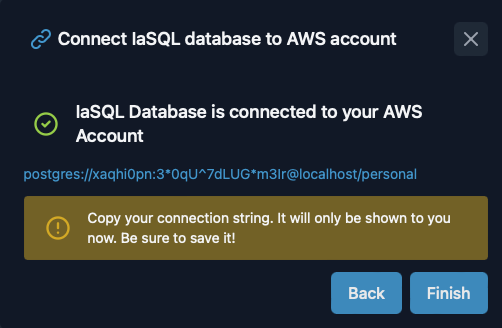 Connect IaSQL database to AWS account
IaSQL Database is connected to your AWS
Account
postgres://xaqhi0pn:3*0qU^7dLUG*m3Ir@localhost/personal
Copy your connection string. It will only be shown to you
now. Be sure to save it!
Back Finish